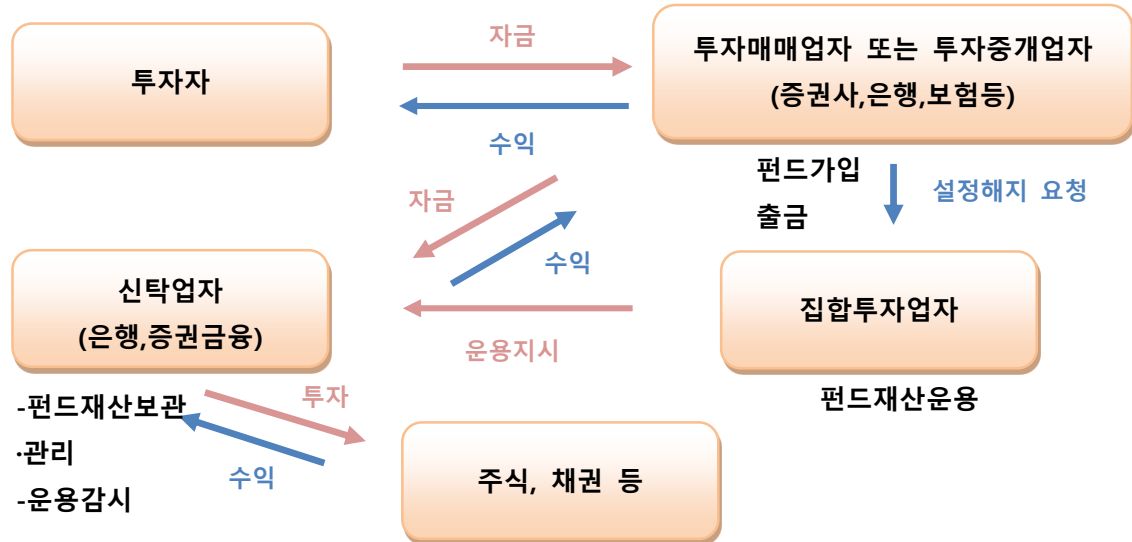 자금
투자매매업자 또는 투자중개업자
(증권사,은행,보험등)
투자자
수익
펀드가입
출금
설정해지 요청
자금
수익
신탁업자
(은행,증권금융)
집합투자업자
운용지시
펀드재산운용
투자
-펀드재산보관
·관리
-운용감시
수익
주식, 채권 등